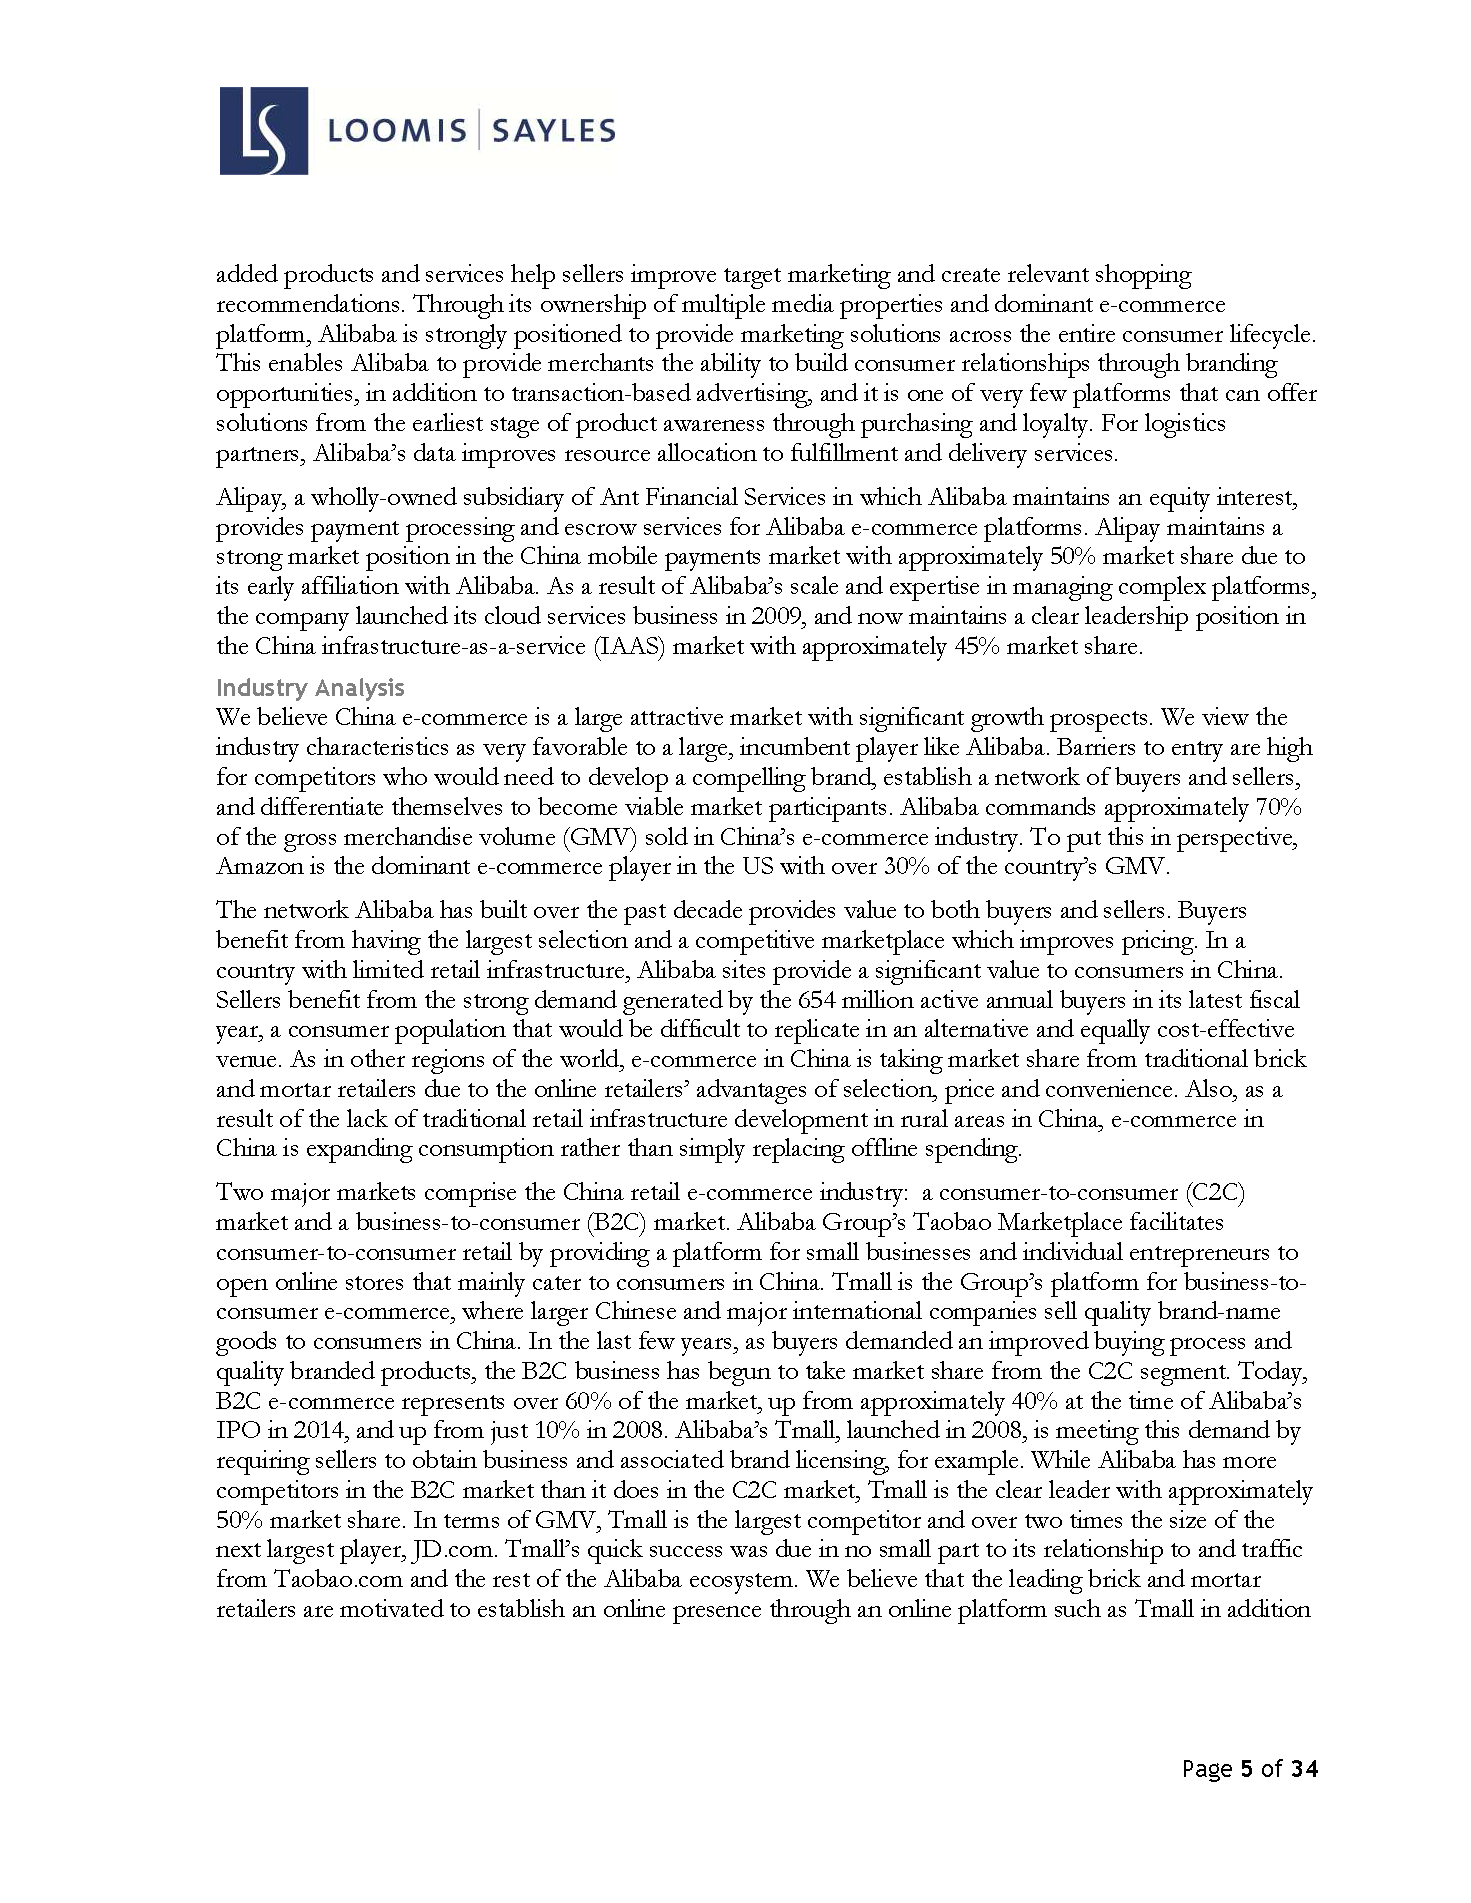 LS LOOMIS | SAYLES
added products and services help sellers improve target marketing and create relevant shopping
recommendations. Through its ownership of multiple media properties and dominant e-commerce
platform, Alibaba is strongly positioned to provide marketing solutions across the entire consumer lifecycle.
This enables Alibaba to provide merchants the ability to build consumer relationships through branding
opportunities, in addition to transaction-based advertising, and it is one of very few platforms that can offer
solutions from the earliest stage of product awareness through purchasing and loyalty. For logistics
partners, Alibaba’s data improves resource allocation to fulfillment and delivery services.
Alipay, a wholly-owned subsidiary of Ant Financial Services in which Alibaba maintains an equity interest,
provides payment processing and escrow services for Alibaba e-commerce platforms. Alipay maintains a
strong market position in the China mobile payments market with approximately 50% market share due to
its early affiliation with Alibaba. As a result of Alibaba’s scale and expertise in managing complex platforms,
the company launched its cloud services business in 2009, and now maintains a clear leadership position in
the China infrastructure-as-a-service (IAAS) market with approximately 45% market share.
Industry Analysis
We believe China e-commerce is a large attractive market with significant growth prospects. We view the
industry characteristics as very favorable to a large, incumbent player like Alibaba. Barriers to entry are high
for competitors who would need to develop a compelling brand, establish a network of buyers and sellers,
and differentiate themselves to become viable market participants. Alibaba commands approximately 70%
of the gross merchandise volume (GMV) sold in China’s e-commerce industry. To put this in perspective,
Amazon is the dominant e-commerce player in the US with over 30% of the country’s GMV.
The network Alibaba has built over the past decade provides value to both buyers and sellers. Buyers
benefit from having the largest selection and a competitive marketplace which improves pricing. In a
country with limited retail infrastructure, Alibaba sites provide a significant value to consumers in China.
Sellers benefit from the strong demand generated by the 654 million active annual buyers in its latest fiscal
year, a consumer population that would be difficult to replicate in an alternative and equally cost-effective
venue. As in other regions of the world, e-commerce in China is taking market share from traditional brick
and mortar retailers due to the online retailers’ advantages of selection, price and convenience. Also, as a
result of the lack of traditional retail infrastructure development in rural areas in China, e-commerce in
China is expanding consumption rather than simply replacing offline spending.
Two major markets comprise the China retail e-commerce industry:  a consumer-to-consumer (C2C)
market and a business-to-consumer (B2C) market. Alibaba Group’s Taobao Marketplace facilitates
consumer-to-consumer retail by providing a platform for small businesses and individual entrepreneurs to
open online stores that mainly cater to consumers in China. Tmall is the Group’s platform for business-to-
consumer e-commerce, where larger Chinese and major international companies sell quality brand-name
goods to consumers in China. In the last few years, as buyers demanded an improved buying process and
quality branded products, the B2C business has begun to take market share from the C2C segment. Today,
B2C e-commerce represents over 60% of the market, up from approximately 40% at the time of Alibaba’s
IPO in 2014, and up from just 10% in 2008. Alibaba’s Tmall, launched in 2008, is meeting this demand by
requiring sellers to obtain business and associated brand licensing, for example. While Alibaba has more
competitors in the B2C market than it does in the C2C market, Tmall is the clear leader with approximately
50% market share. In terms of GMV, Tmall is the largest competitor and over two times the size of the
next largest player, JD.com. Tmall’s quick success was due in no small part to its relationship to and traffic
from Taobao.com and the rest of the Alibaba ecosystem. We believe that the leading brick and mortar
retailers are motivated to establish an online presence through an online platform such as Tmall in addition
Page 5 of 34